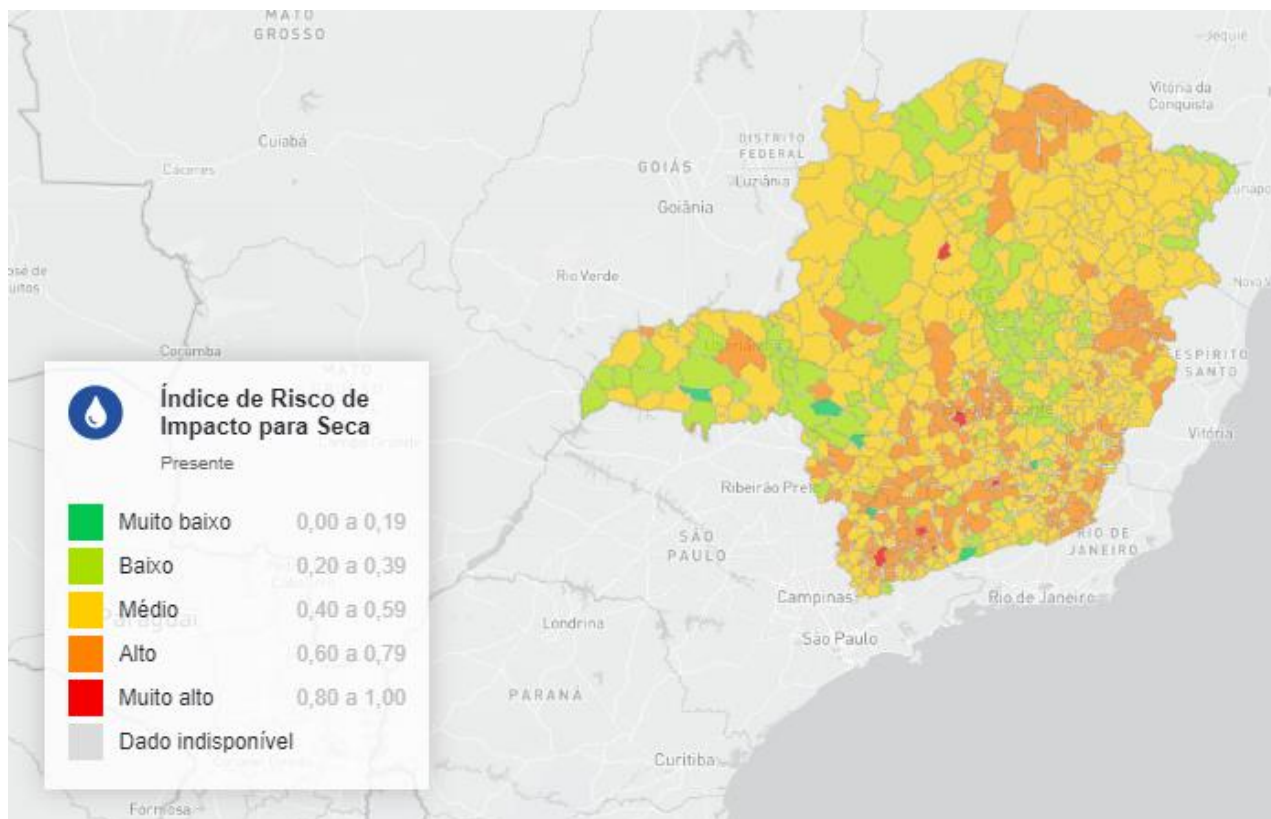 MATO
GROSSO
Jequié
Vitória da
Conquista
Cuiabá
DISTRITO
FEDERAL
Cáceres
GOIÁS
Luziânia
Goiânia
Rio Verde
Corumbá
ESPÍRITO
SANTO
Vitória
Ribeirão Pret
SÃO
PAULO
RIO DE
JANEIRO
Campinas
Rio de Janeiro
Londrina
São Paulo
PARANÁ
Curitiba
Formosa
Índice de Risco de
Impacto para Seca
Presente
Muito baixo 0,00 a 0,19
Baixo 0,20 a 0,39
Médio 0,40 a 0,59
Paraguai
Alto 0,60 a 0,79
Muito alto 0,80 a 1,00
Dado indisponível